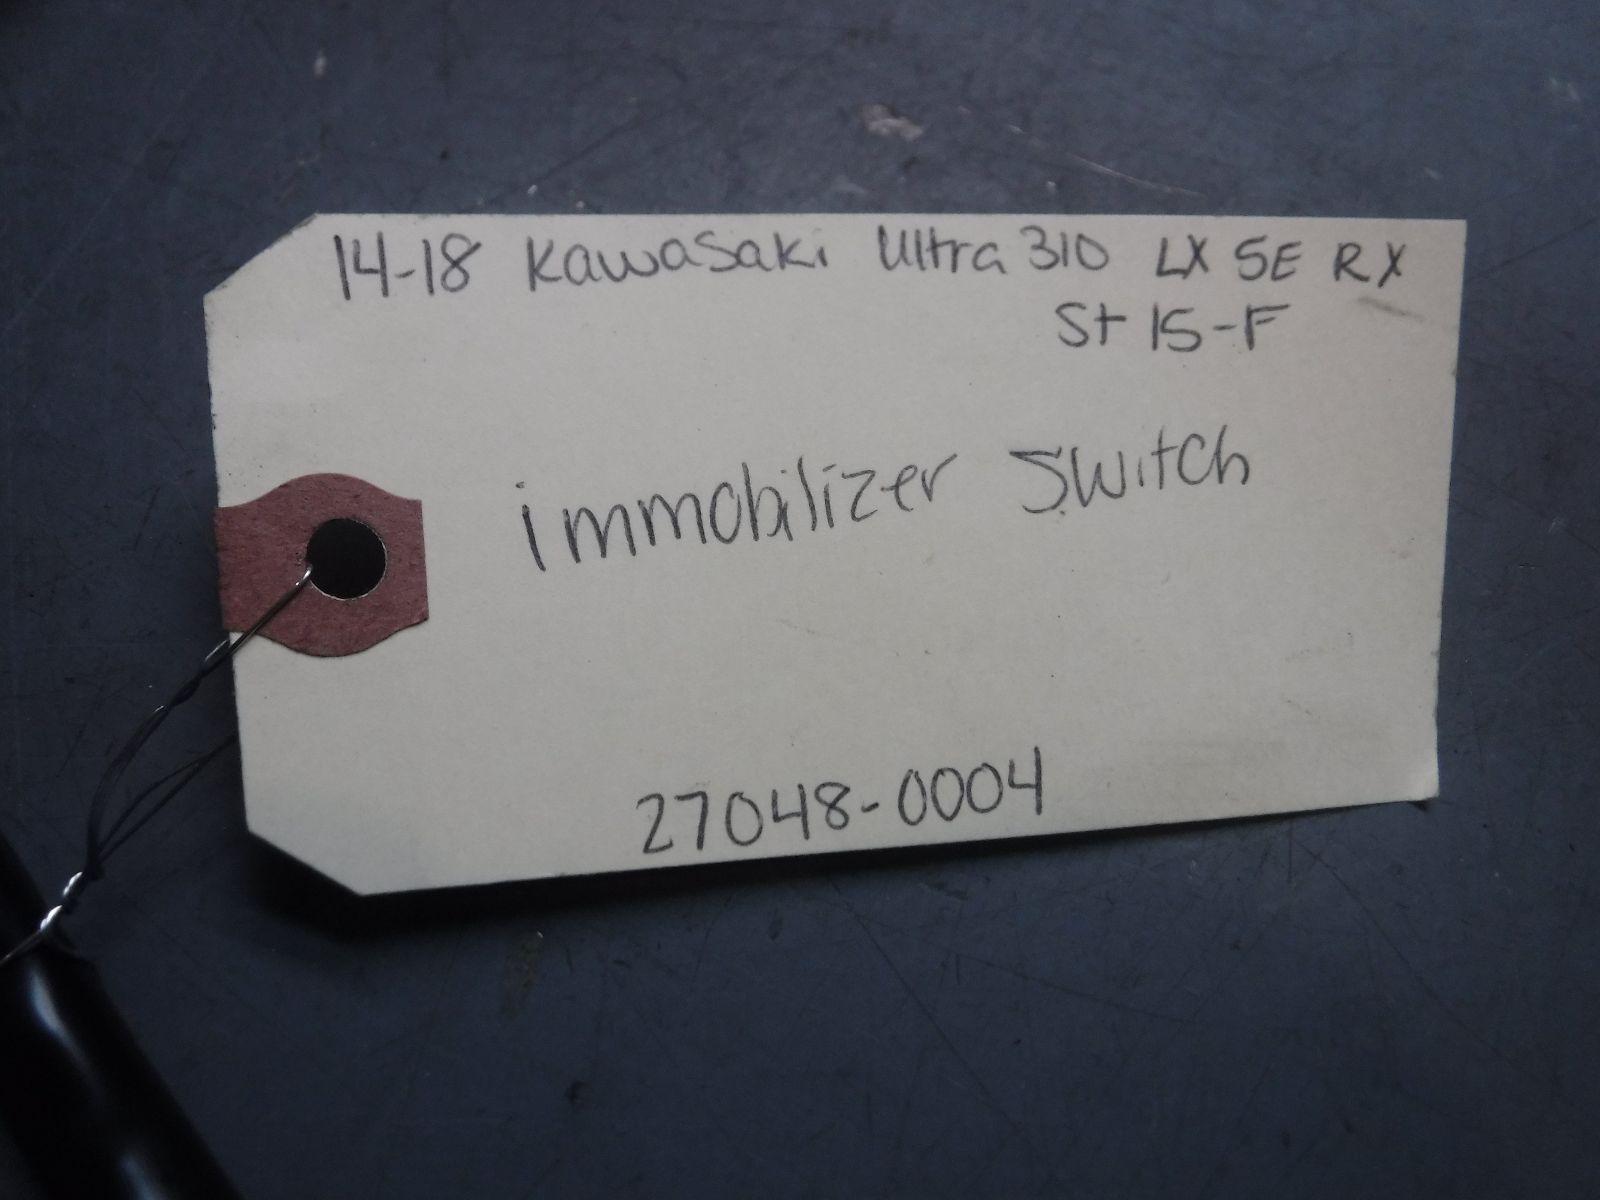 14-18 Kawasaki Ultra 310 LX SE RX
St 15-F
immobilizer Switch
27048-0004